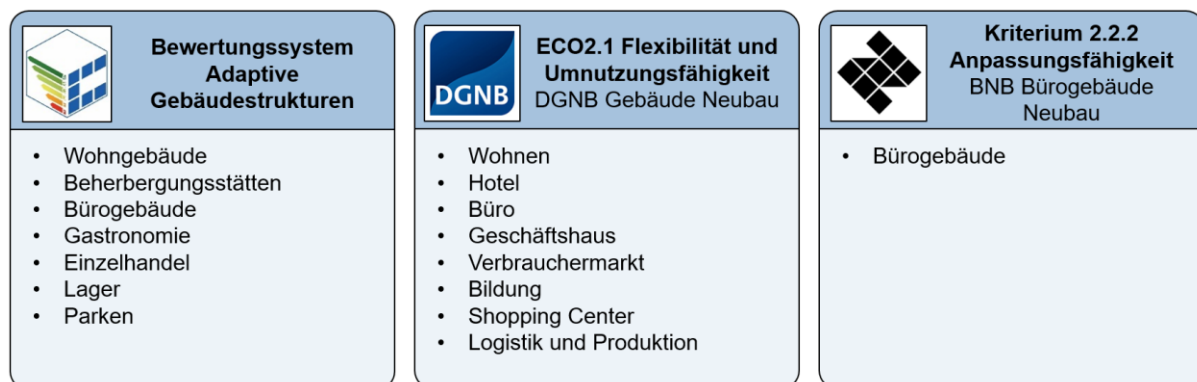 Bewertungssystem
Adaptive
Gebäudestrukturen
• Wohngebäude
• Beherbergungsstätten
• Bürogebäude
• Gastronomie
• Einzelhandel
• Lager
• Parken
DGNB
ECO2.1 Flexibilität und
Umnutzungsfähigkeit
DGNB Gebäude Neubau
• Wohnen
• Hotel
• Büro
• Geschäftshaus
• Verbrauchermarkt
• Bildung
• Shopping Center
• Logistik und Produktion
Kriterium 2.2.2
Anpassungsfähigkeit
BNB Bürogebäude
Neubau
• Bürogebäude